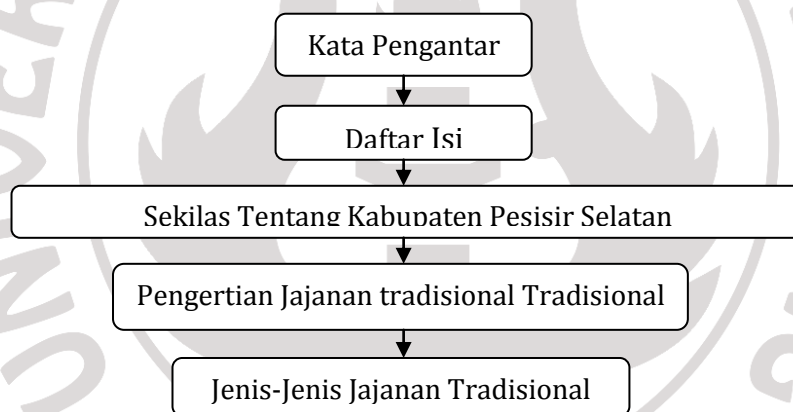 Kata Pengantar
Daftar Isi
Sekilas Tentang Kabupaten Pesisir Selatan
Pengertian Jajanan tradisional Tradisional
Jenis-Jenis Jajanan Tradisional